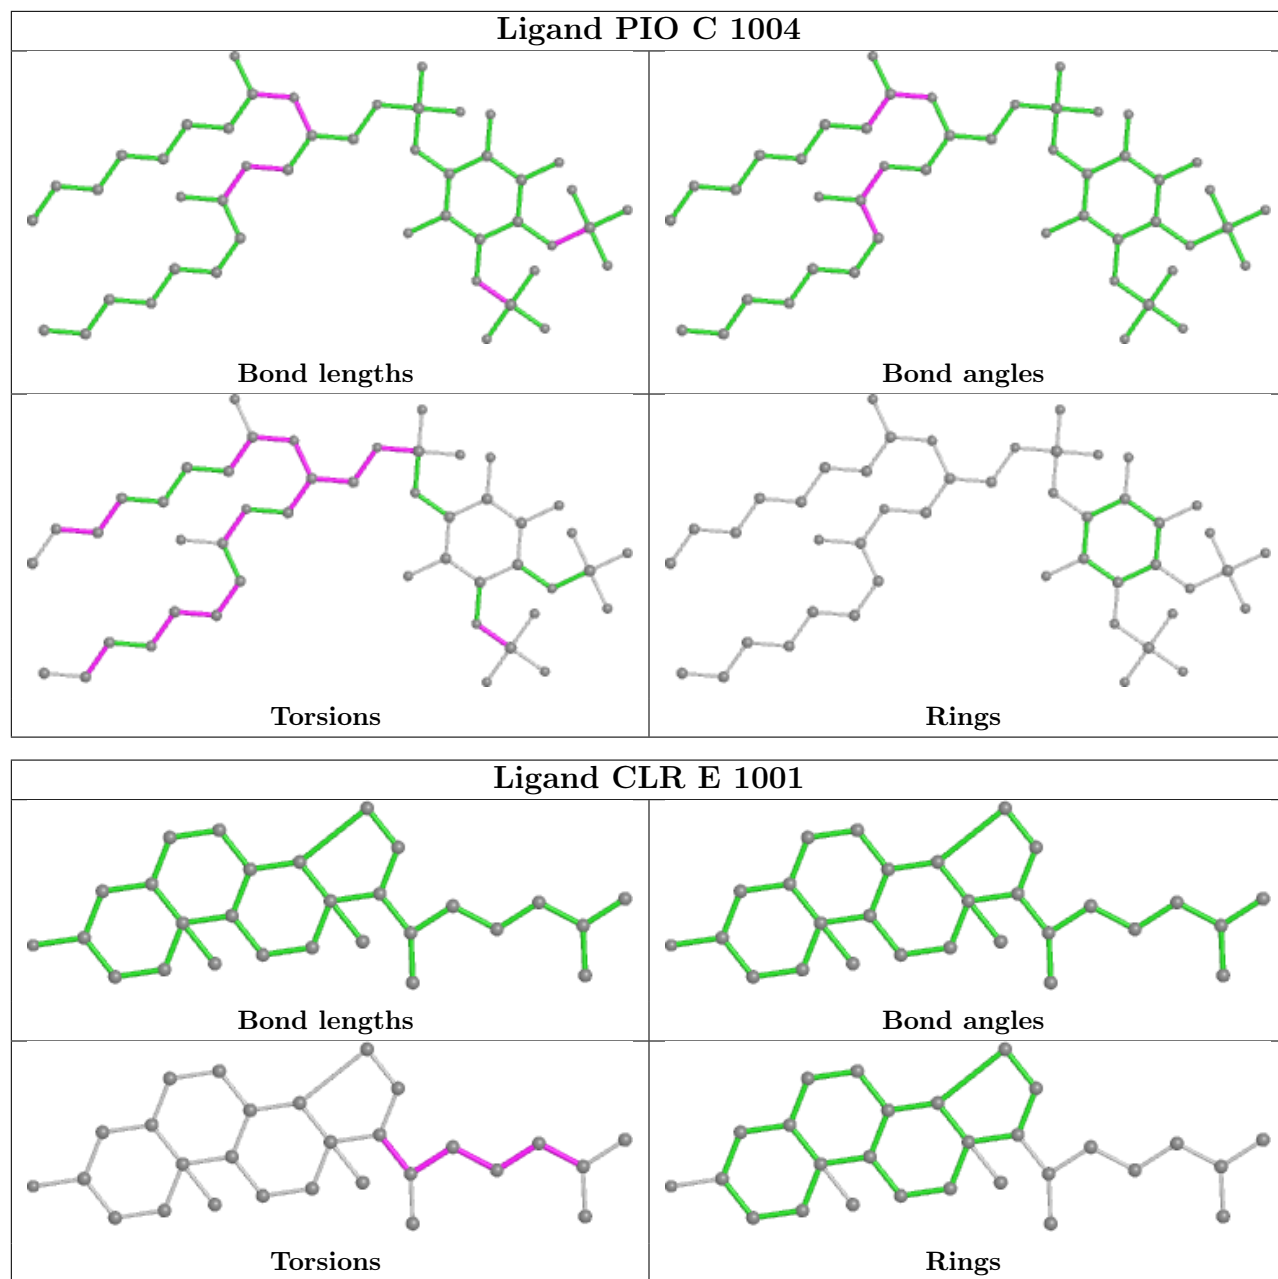 Ligand PIO C 1004
Bond lengths
Bond angles
Torsions
Rings
Ligand CLR E 1001
Bond lengths
Bond angles
Torsions
Rings